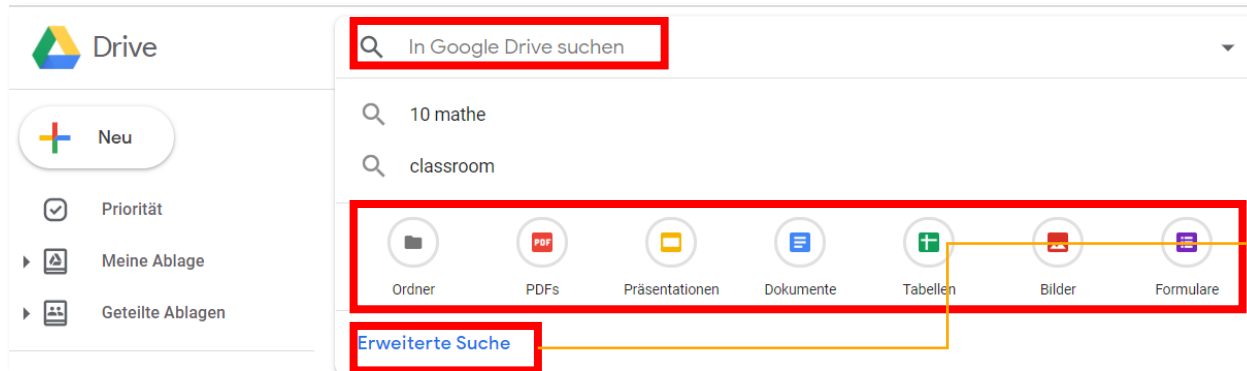 Drive
In Google Drive suchen
10 mathe
classroom
Neu
Priorität
Meine Ablage
Geteilte Ablagen
PDF
Ordner PDFs Präsentationen Dokumente Tabellen Bilder Formulare
Erweiterte Suche